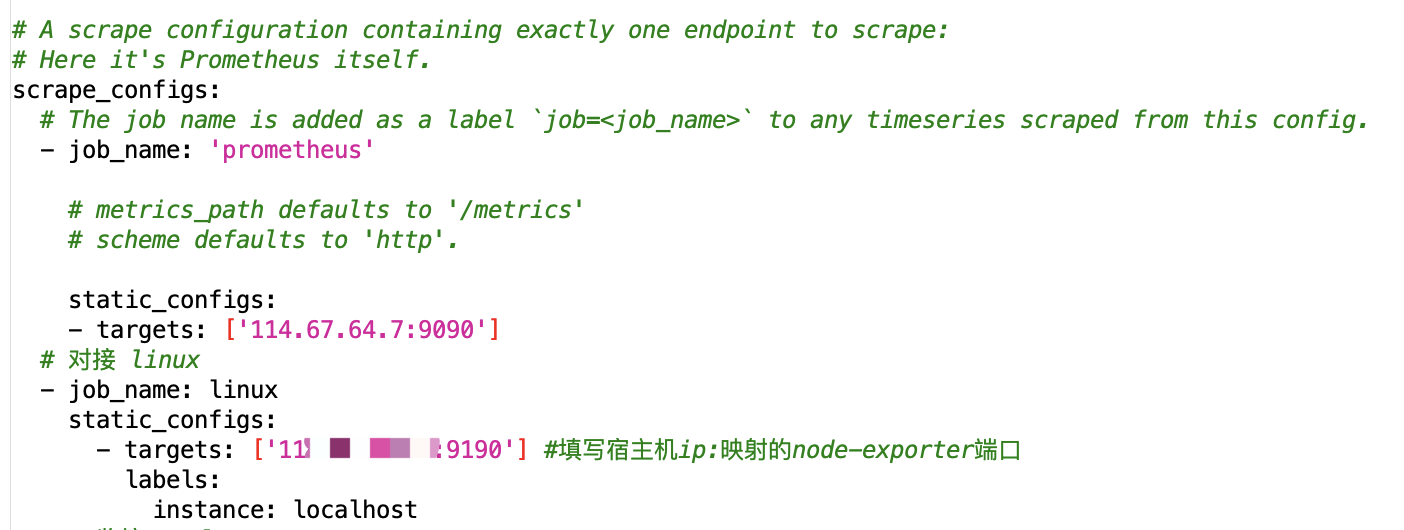 # A scrape configuration containing exactly one endpoint to scrape:
# Here it's Prometheus itself.
scrape_configs:
  # The job name is added as a label `job=<job_name>` to any timeseries scraped from this config.
  - job_name: 'prometheus'
    # metrics_path defaults to '/metrics'
    # scheme defaults to 'http'.
    static_configs:
    - targets: ['114.67.64.7:9090']
  # 对接 linux
  - job_name: linux
    static_configs:
      - targets: ['11 :9190'] #填写宿主机ip:映射的node-exporter端口
        labels:
          instance: localhost